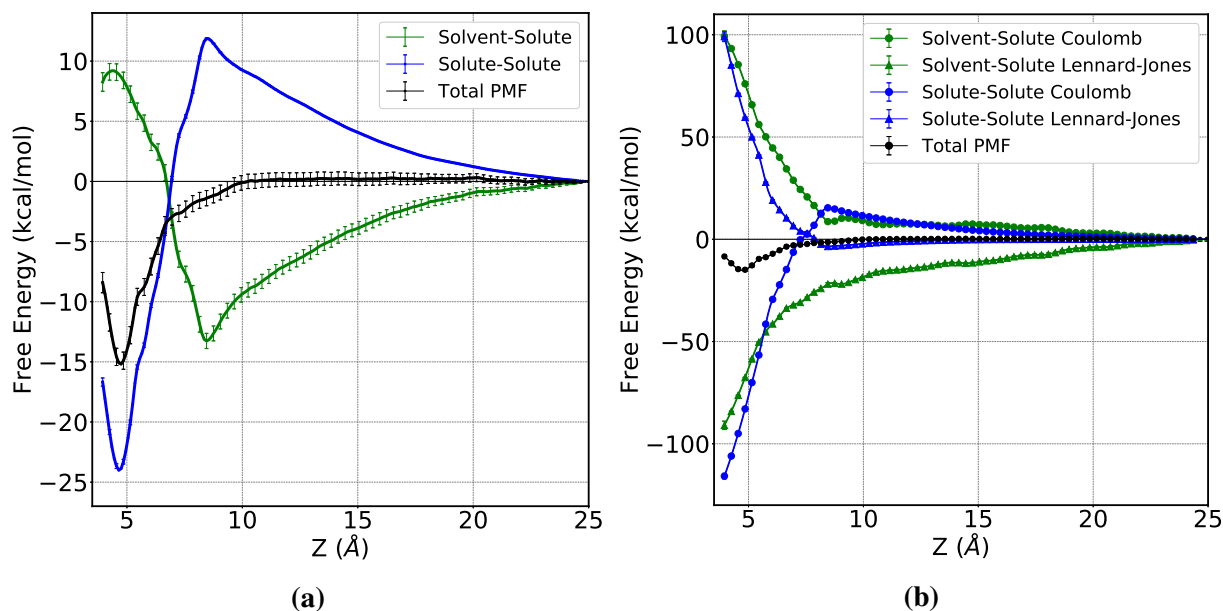 Solvent-Solute
Solute-Solute
Total PMF
Free Energy (kcal/mol)
10
5
0
−5
−10
−15
−20
−25
5
10
15
20
25
Z (Å)
(a)
Solvent-Solute Coulomb
Solvent-Solute Lennard-Jones
Solute-Solute Coulomb
Solute-Solute Lennard-Jones
Total PMF
Free Energy (kcal/mol)
100
50
0
−50
−100
5
10
15
20
25
Z (Å)
(b)